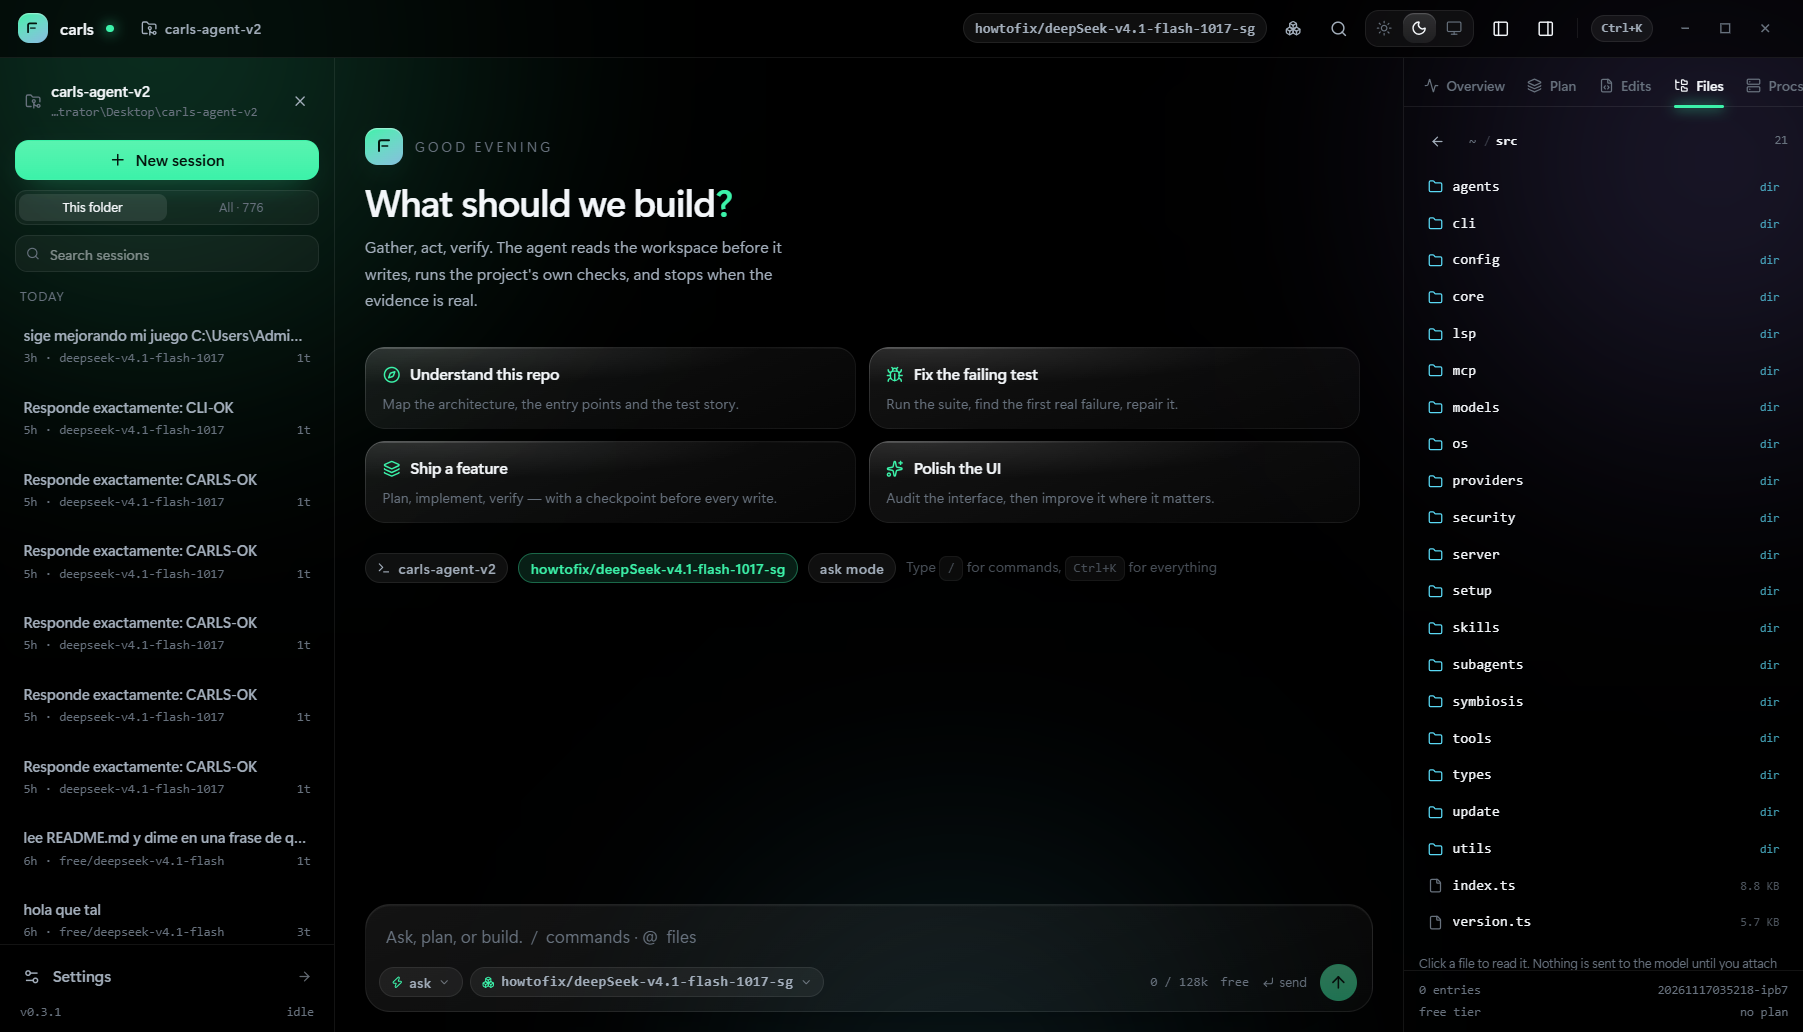 carls
carls-agent-v2
howtofix/deepSeek-v4.1-flash-1017-sg
Ctrl+K
carls-agent-v2
…trator\Desktop\carls-agent-v2
New session
This folder
All · 776
Search sessions
TODAY
sige mejorando mi juego C:\Users\Admi...
3h · deepseek-v4.1-flash-1017 1t
Responde exactamente: CLI-OK
5h · deepseek-v4.1-flash-1017 1t
Responde exactamente: CARLS-OK
5h · deepseek-v4.1-flash-1017 1t
Responde exactamente: CARLS-OK
5h · deepseek-v4.1-flash-1017 1t
Responde exactamente: CARLS-OK
5h · deepseek-v4.1-flash-1017 1t
Responde exactamente: CARLS-OK
5h · deepseek-v4.1-flash-1017 1t
Responde exactamente: CARLS-OK
5h · deepseek-v4.1-flash-1017 1t
lee README.md y dime en una frase de q...
6h · free/deepseek-v4.1-flash 1t
hola que tal
6h · free/deepseek-v4.1-flash 3t
Settings
v0.3.1 idle
GOOD EVENING
What should we build?
Gather, act, verify. The agent reads the workspace before it
writes, runs the project's own checks, and stops when the
evidence is real.
Understand this repo
Map the architecture, the entry points and the test story.
Fix the failing test
Run the suite, find the first real failure, repair it.
Ship a feature
Plan, implement, verify — with a checkpoint before every write.
Polish the UI
Audit the interface, then improve it where it matters.
carls-agent-v2
howtofix/deepSeek-v4.1-flash-1017-sg
ask mode
Type / for commands, Ctrl+K for everything
Ask, plan, or build. / commands · @ files
ask
howtofix/deepSeek-v4.1-flash-1017-sg
0 / 128k free send
Overview Plan Edits Files Procs
~ / src 21
agents dir
cli dir
config dir
core dir
lsp dir
mcp dir
models dir
os dir
providers dir
security dir
server dir
setup dir
skills dir
subagents dir
symbiosis dir
tools dir
types dir
update dir
utils dir
index.ts 8.8 KB
version.ts 5.7 KB
Click a file to read it. Nothing is sent to the model until you attach
0 entries 20261117035218-ipb7
free tier no plan